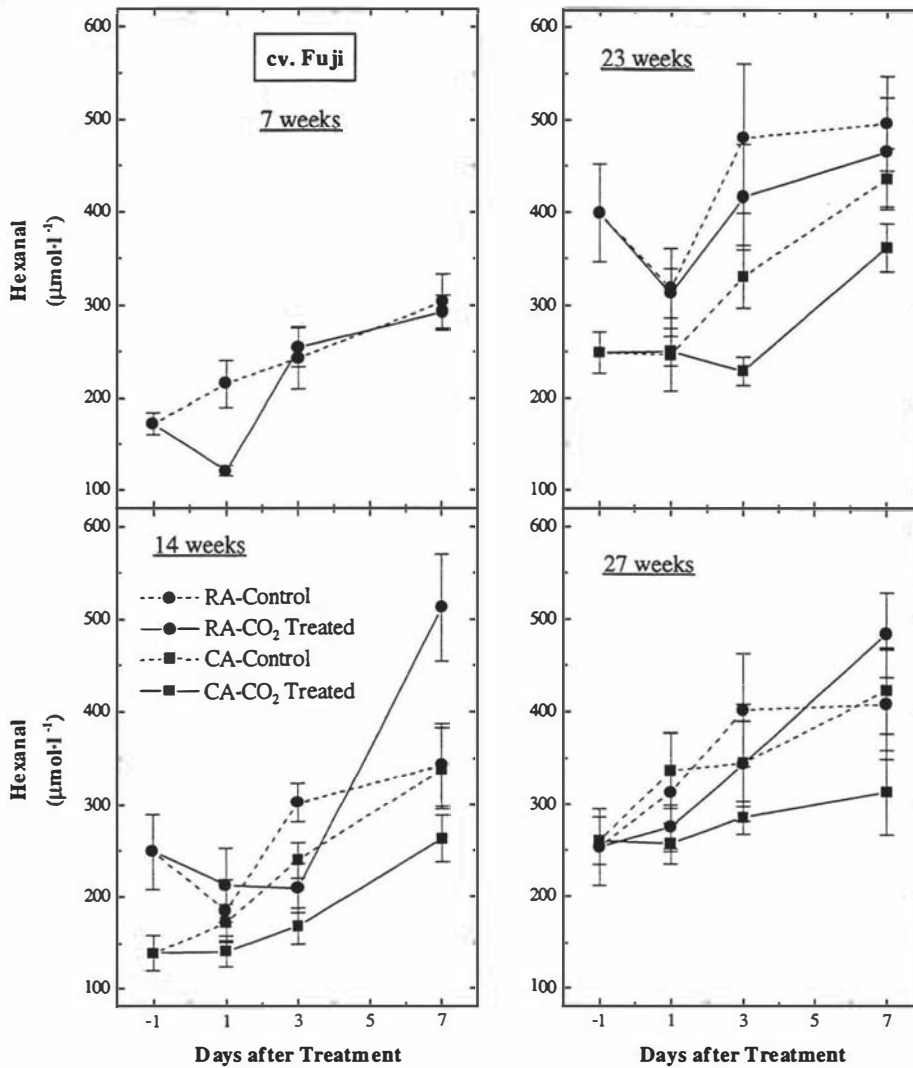 600
500
400
300
200
100
Hexanal
(µmol·l⁻¹)
cv. Fuji
7 weeks
23 weeks
600
500
400
300
200
100
600
500
400
300
200
100
Hexanal
(µmol·l⁻¹)
14 weeks
RA-Control
RA-CO₂ Treated
CA-Control
CA-CO₂ Treated
-1 1 3 5 7
Days after Treatment
27 weeks
600
500
400
300
200
100
-1 1 3 5 7
Days after Treatment